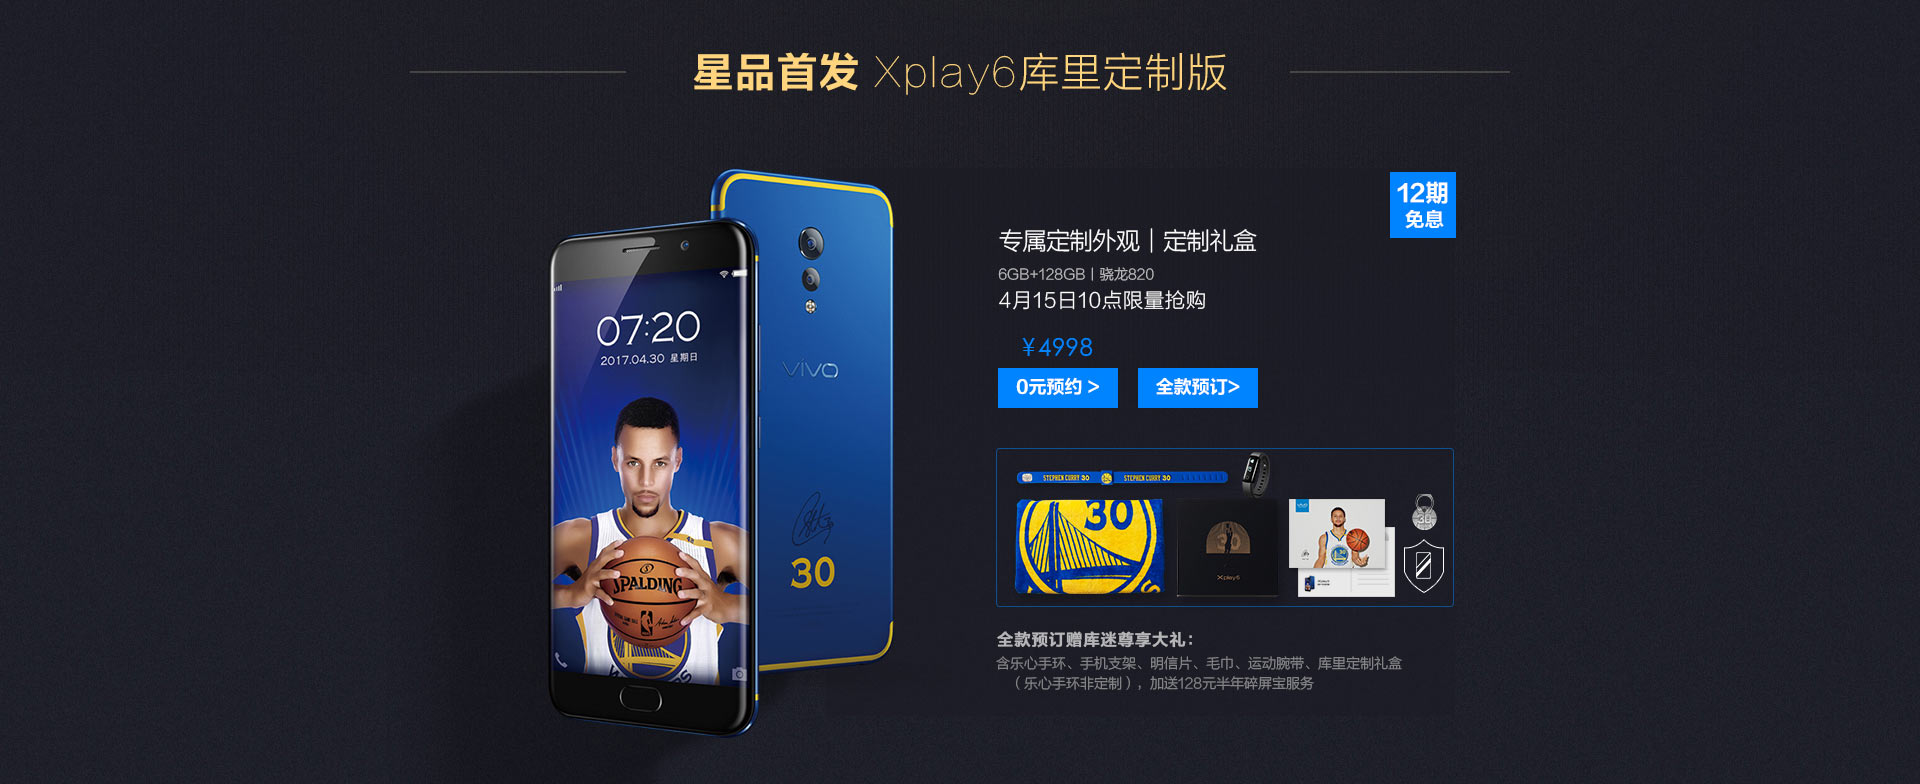 星品首发 Xplay6库里定制版
12期
免息
专属定制外观｜定制礼盒
6GB+128GB｜骁龙820
4月15日10点限量抢购
￥4998
0元预约 >
全款预订>
07:20
2017.04.30 星期日
vivo
30
SPALDING
STEPHEN CURRY 30
STEPHEN CURRY 30
30
30
Xplay6
30
全款预订赠库迷尊享大礼：
含乐心手环、手机支架、明信片、毛巾、运动腕带、库里定制礼盒
（乐心手环非定制），加送128元半年碎屏宝服务